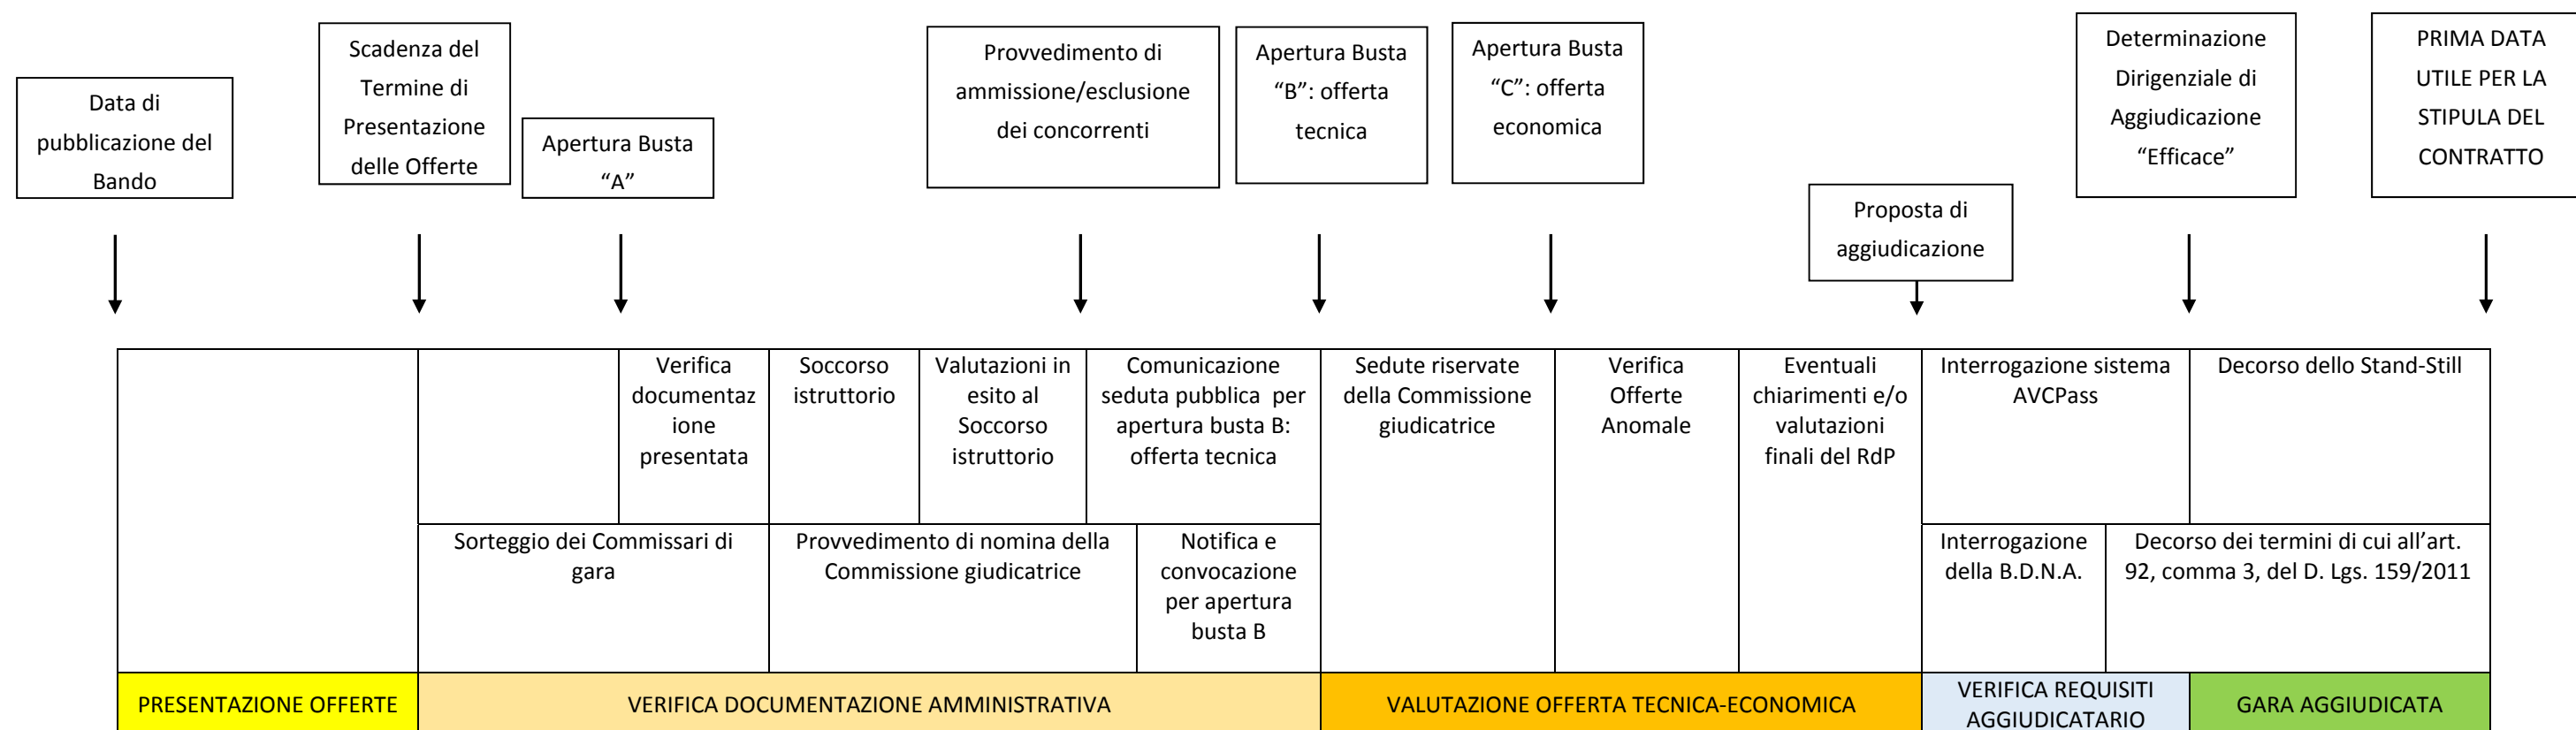 Data di
pubblicazione del
Bando
Scadenza del
Termine di
Presentazione
delle Offerte
Apertura Busta
“A”
Provvedimento di
ammissione/esclusione
dei concorrenti
Apertura Busta
“B”: offerta
tecnica
Apertura Busta
“C”: offerta
economica
Proposta di
aggiudicazione
Determinazione
Dirigenziale di
Aggiudicazione
“Efficace”
PRIMA DATA
UTILE PER LA
STIPULA DEL
CONTRATTO
Verifica
documentaz
ione
presentata
Soccorso
istruttorio
Valutazioni in
esito al
Soccorso
istruttorio
Comunicazione
seduta pubblica per
apertura busta B:
offerta tecnica
Sedute riservate
della Commissione
giudicatrice
Verifica
Offerte
Anomale
Eventuali
chiarimenti e/o
valutazioni
finali del RdP
Interrogazione sistema
AVCPass
Decorso dello Stand-Still
Sorteggio dei Commissari di
gara
Provvedimento di nomina della
Commissione giudicatrice
Notifica e
convocazione
per apertura
busta B
Interrogazione
della B.D.N.A.
Decorso dei termini di cui all’art.
92, comma 3, del D. Lgs. 159/2011
PRESENTAZIONE OFFERTE
VERIFICA DOCUMENTAZIONE AMMINISTRATIVA
VALUTAZIONE OFFERTA TECNICA-ECONOMICA
VERIFICA REQUISITI
AGGIUDICATARIO
GARA AGGIUDICATA